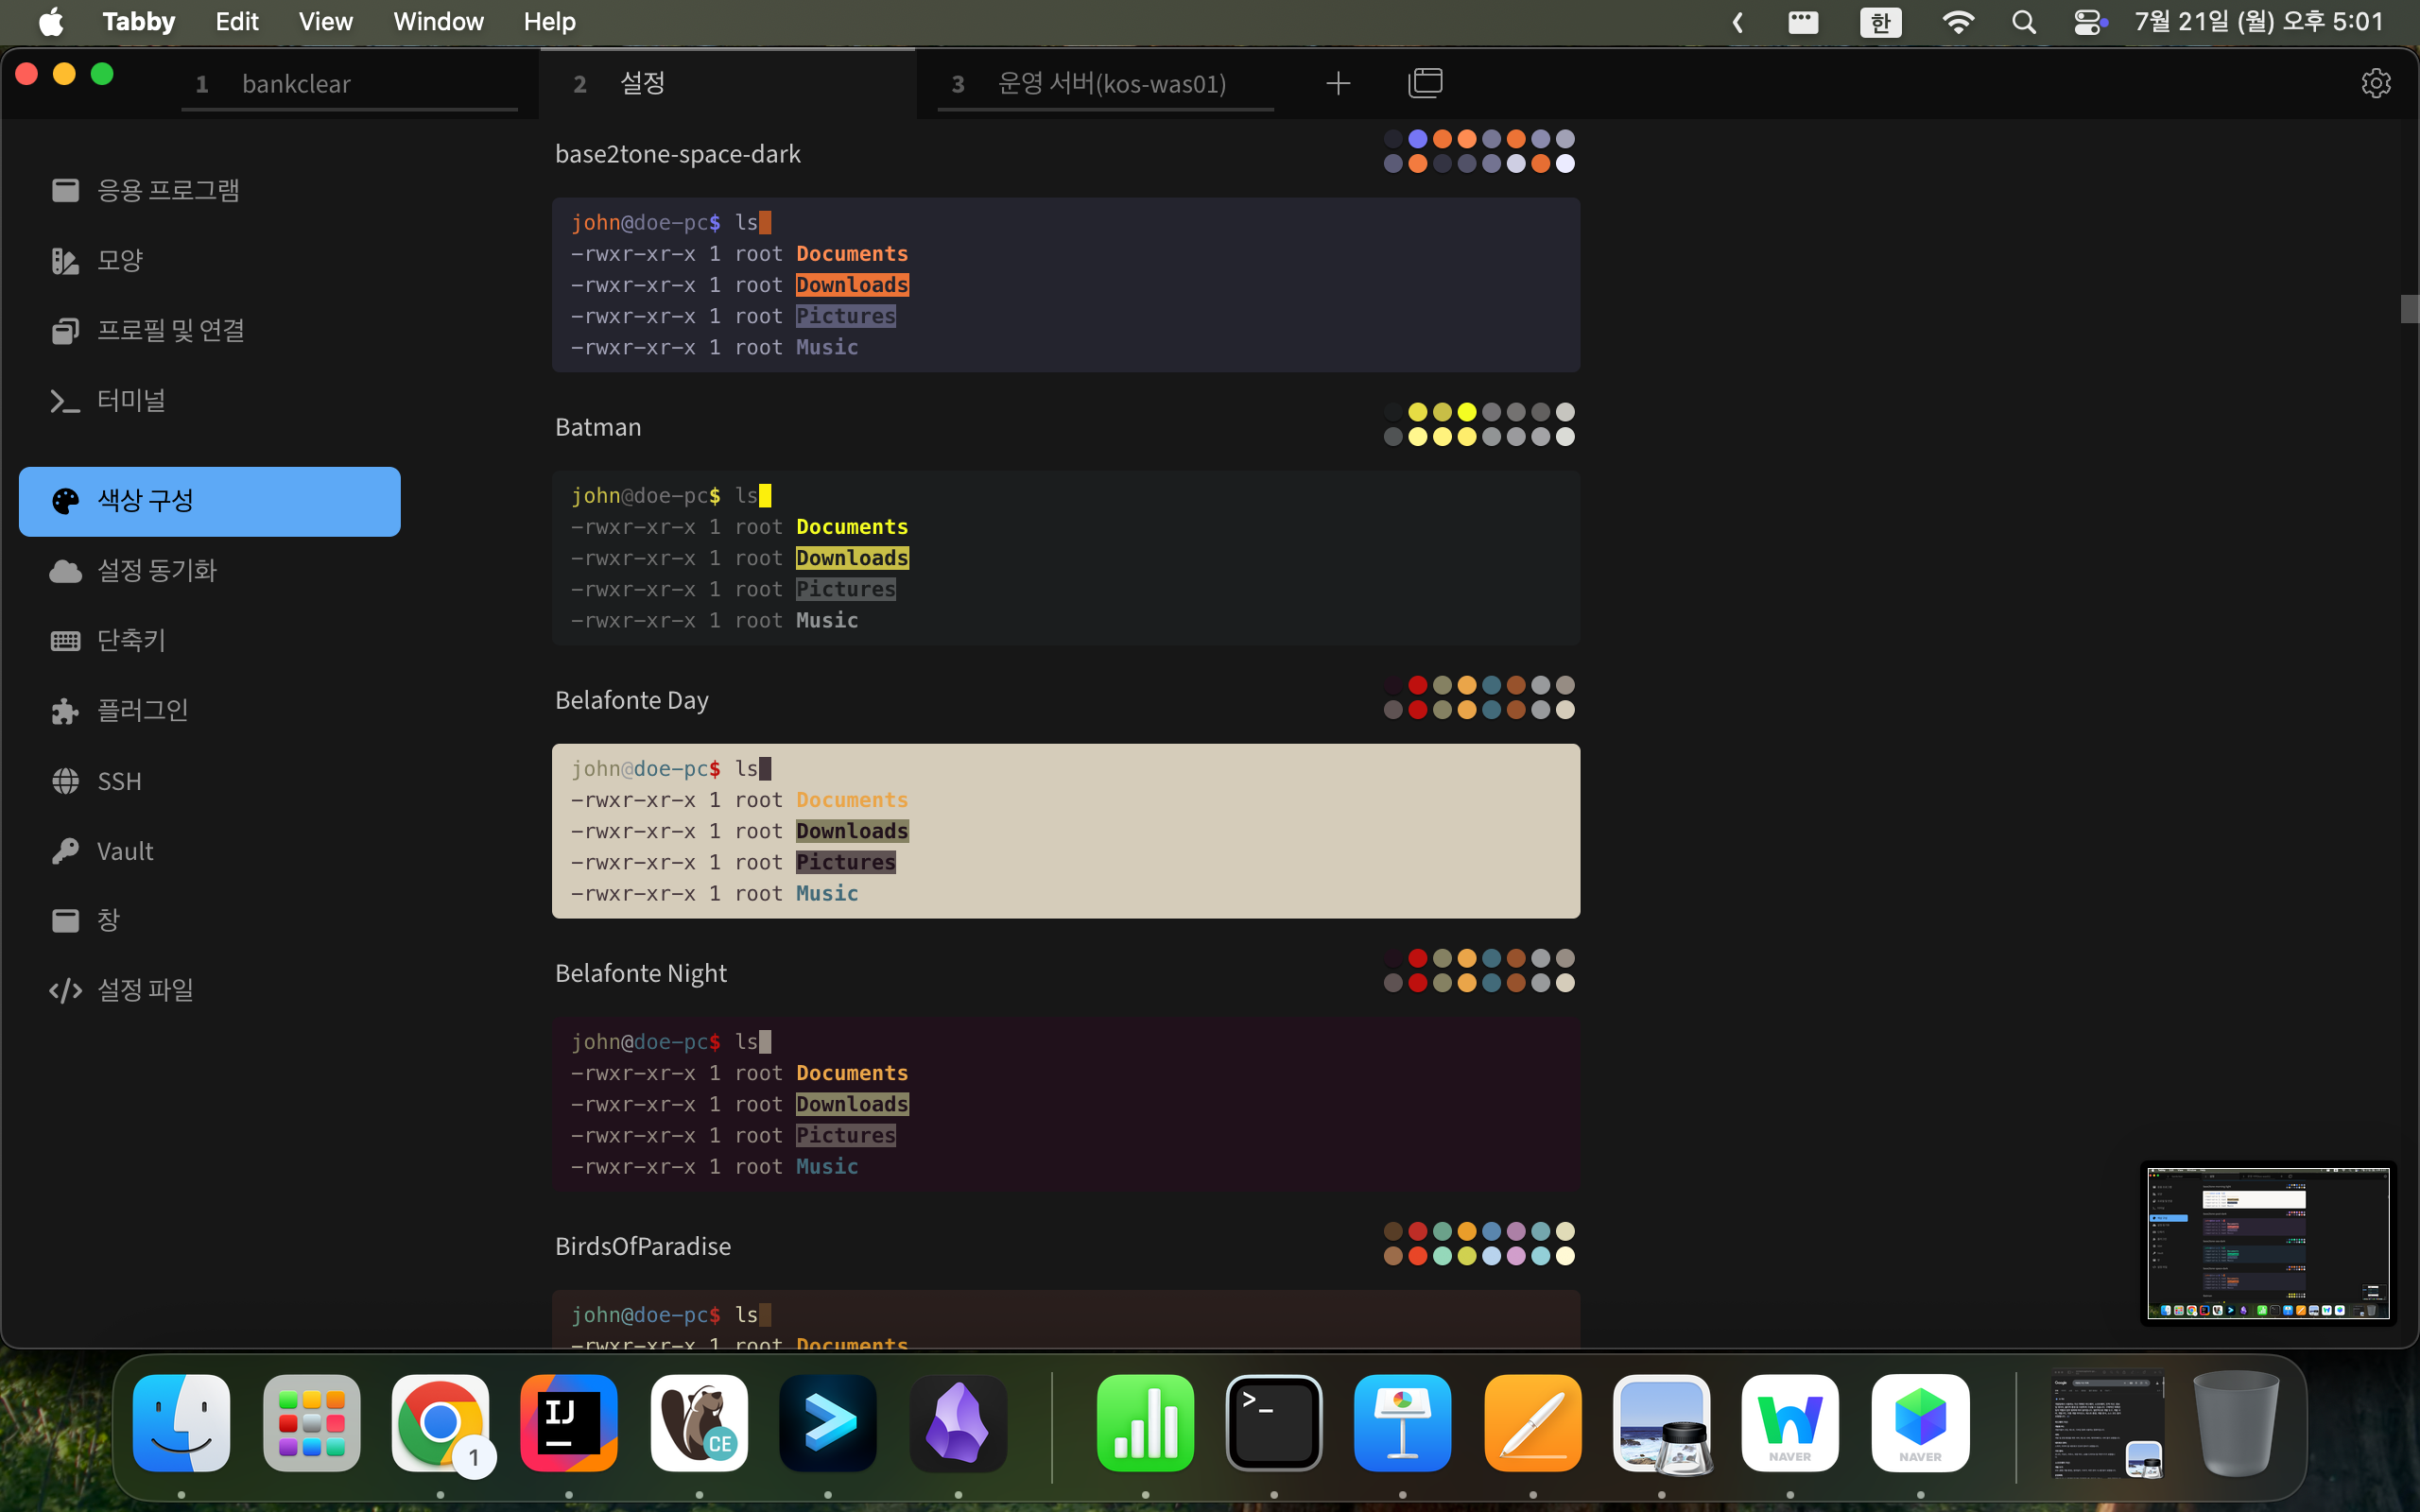 Tabby Edit View Window Help 한 7월 21일 (월) 오후 5:01
1 bankclear 2 설정 3 운영 서버(kos-was01)
응용 프로그램
모양
프로필 및 연결
터미널
색상 구성
설정 동기화
단축키
플러그인
SSH
Vault
창
설정 파일
base2tone-space-dark
john@doe-pc$ ls
-rwxr-xr-x 1 root Documents
-rwxr-xr-x 1 root Downloads
-rwxr-xr-x 1 root Pictures
-rwxr-xr-x 1 root Music
Batman
john@doe-pc$ ls
-rwxr-xr-x 1 root Documents
-rwxr-xr-x 1 root Downloads
-rwxr-xr-x 1 root Pictures
-rwxr-xr-x 1 root Music
Belafonte Day
john@doe-pc$ ls
-rwxr-xr-x 1 root Documents
-rwxr-xr-x 1 root Downloads
-rwxr-xr-x 1 root Pictures
-rwxr-xr-x 1 root Music
Belafonte Night
john@doe-pc$ ls
-rwxr-xr-x 1 root Documents
-rwxr-xr-x 1 root Downloads
-rwxr-xr-x 1 root Pictures
-rwxr-xr-x 1 root Music
BirdsOfParadise
john@doe-pc$ ls
-rwxr-xr-x 1 root Documents
1 IJ CE >_ NAVER NAVER